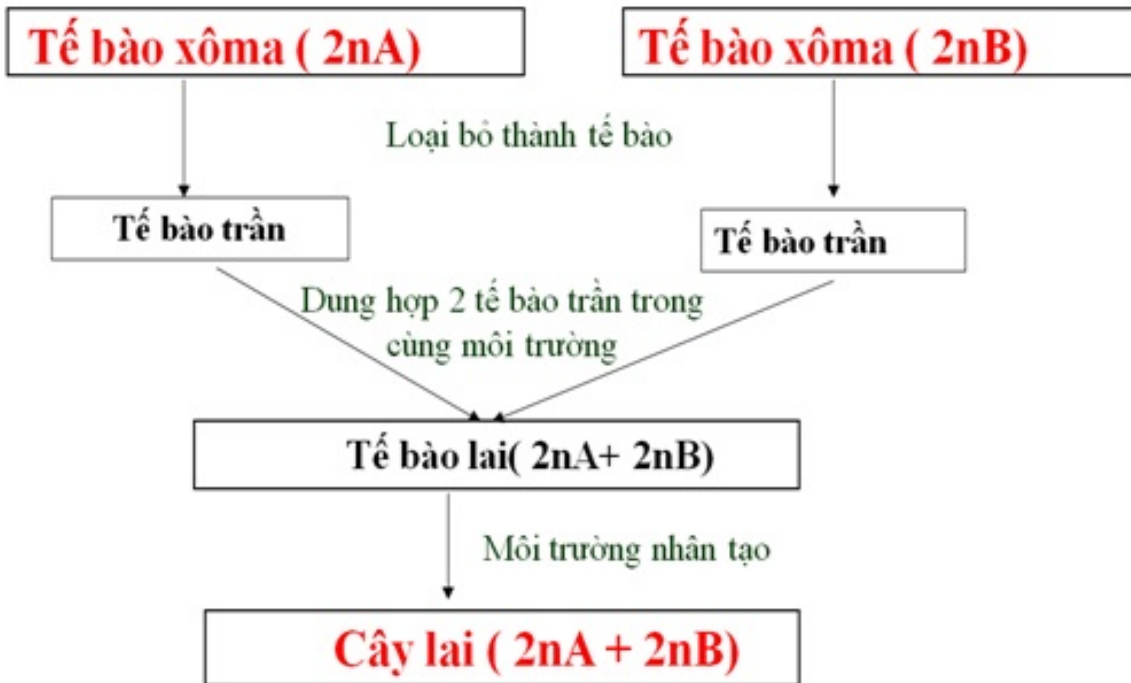 Tế bào xôma ( 2nA)
Tế bào xôma ( 2nB)
Loại bỏ thành tế bào
Tế bào trần
Tế bào trần
Dung hợp 2 tế bào trần trong
cùng môi trường
Tế bào lai( 2nA+ 2nB)
Môi trường nhân tạo
Cây lai ( 2nA + 2nB)